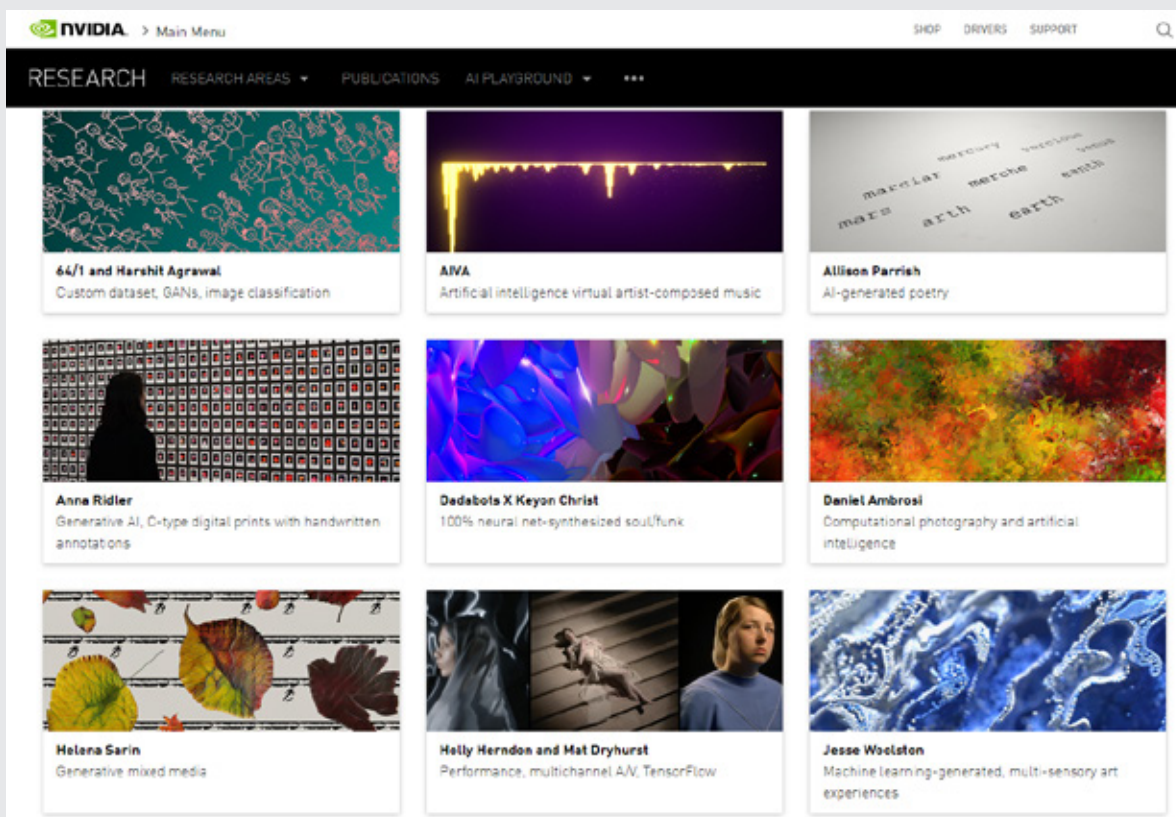 NVIDIA. > Main Menu SHOP DRIVERS SUPPORT
RESEARCH RESEARCH AREAS PUBLICATIONS AI PLAYGROUND •••
mercury vercious venus
marciar merche eanth
mars arth earth
64/1 and Harshit Agrawal
Custom dataset, GANs, image classification
AIVA
Artificial intelligence virtual artist-composed music
Allison Parrish
AI-generated poetry
Anna Ridler
Generative AI, C-type digital prints with handwritten
annotations
Dadabots X Keyon Christ
100% neural net-synthesized soul/funk
Daniel Ambrosi
Computational photography and artificial
intelligence
Helena Sarin
Generative mixed media
Holly Herndon and Mat Dryhurst
Performance, multichannel A/V, TensorFlow
Jesse Woolston
Machine learning-generated, multi-sensory art
experiences